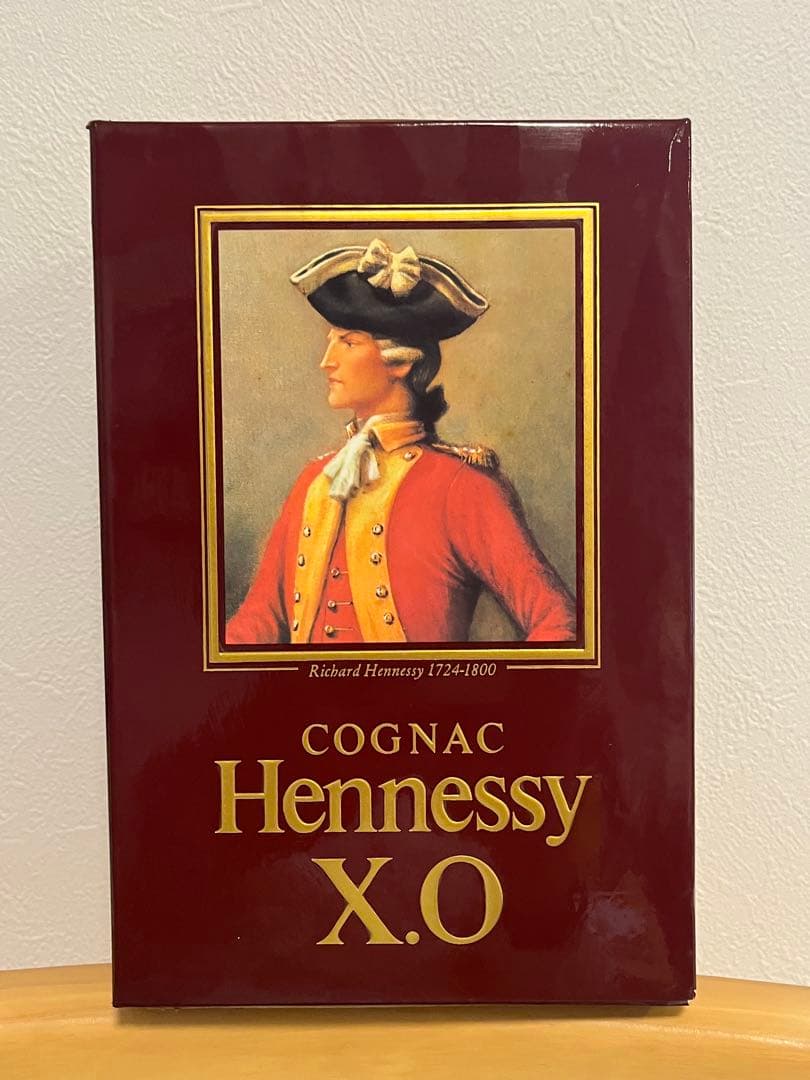 Richard Hennessy 1724-1800
COGNAC
Hennessy
X.O